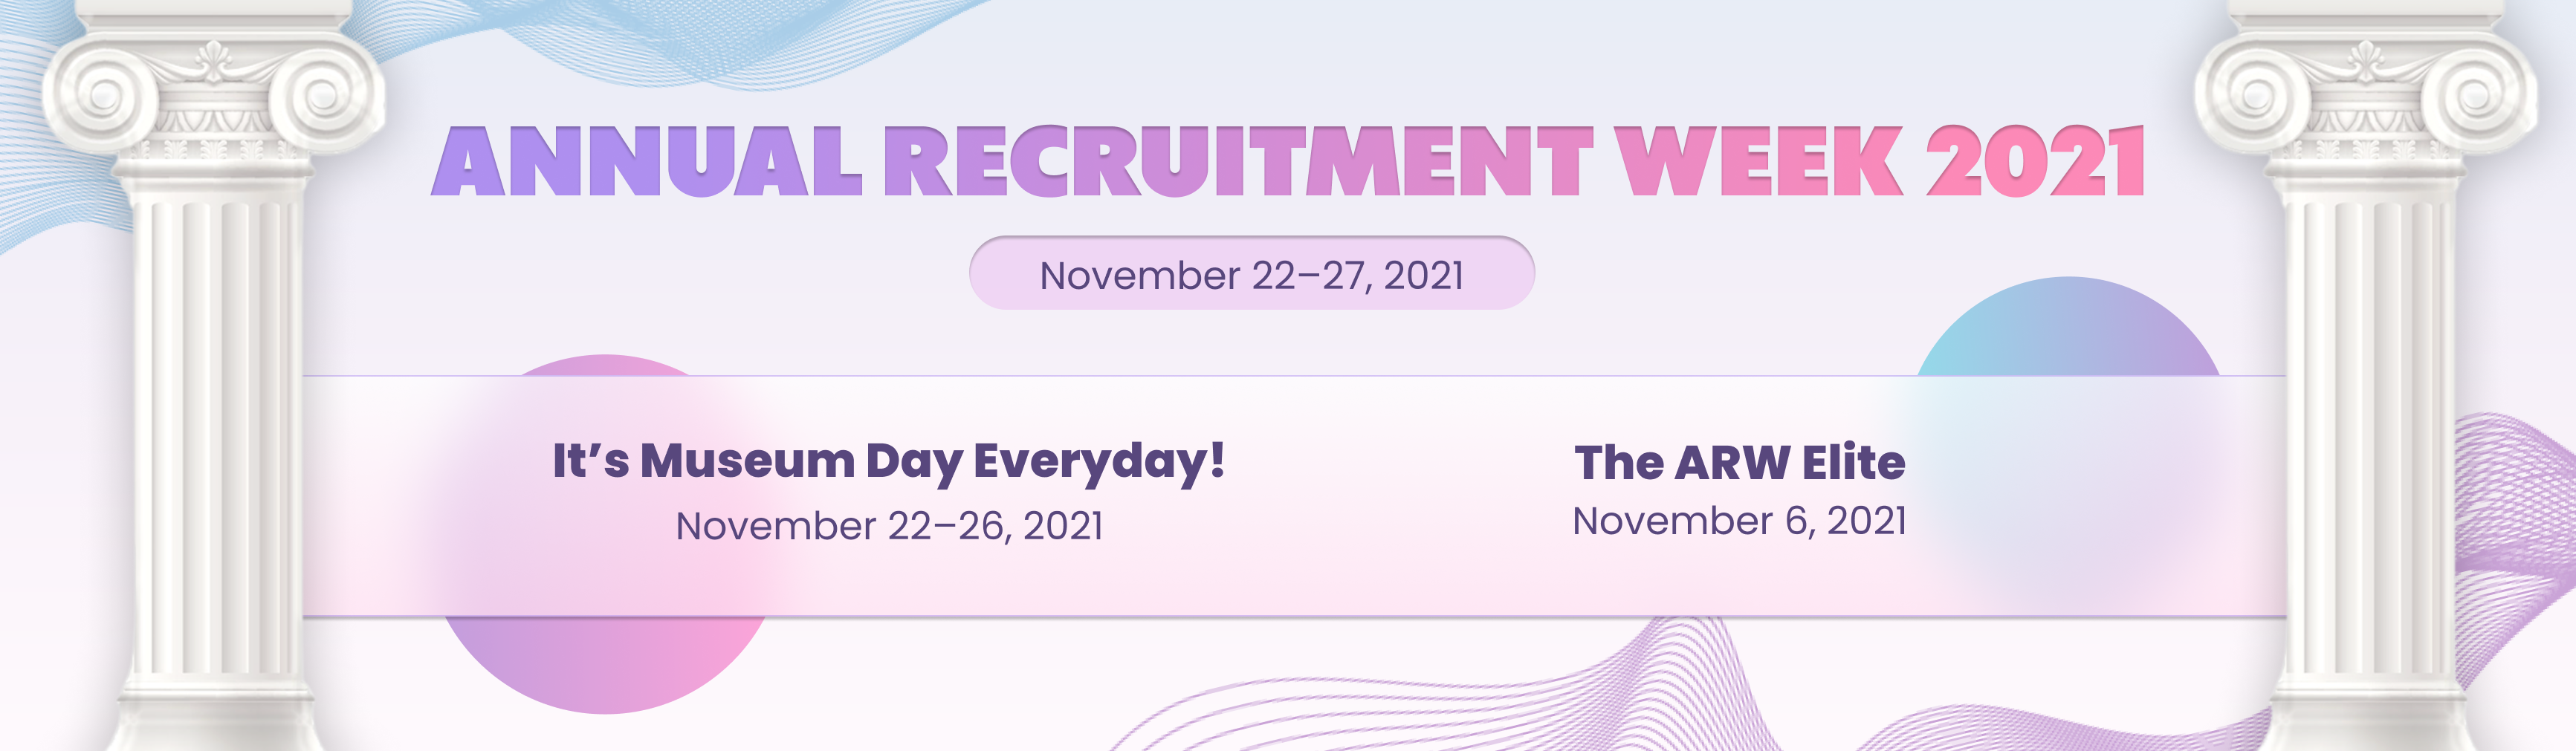 ANNUAL RECRUITMENT WEEK 2021
November 22–27, 2021
It’s Museum Day Everyday!
November 22–26, 2021
The ARW Elite
November 6, 2021